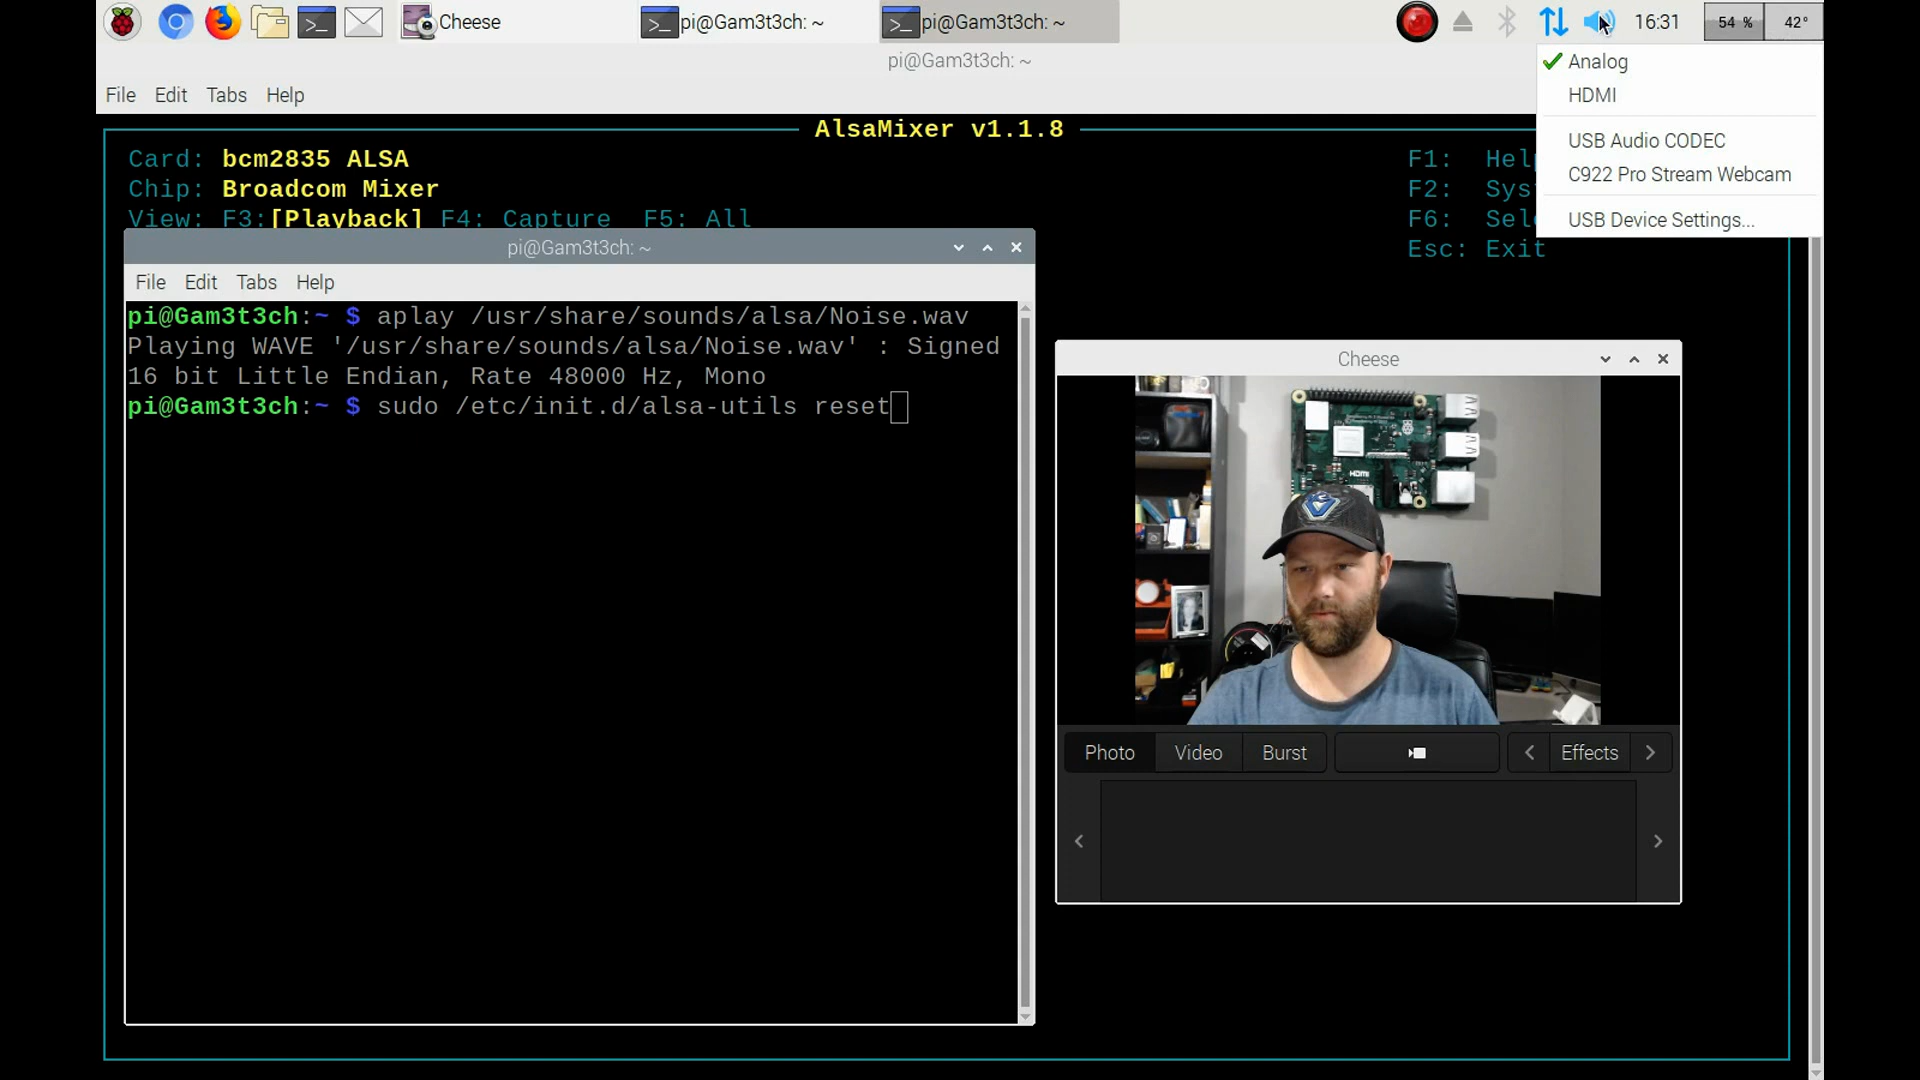 Cheese
pi@Gam3t3ch: ~
pi@Gam3t3ch: ~
16:31
54 %
42°
pi@Gam3t3ch: ~
File Edit Tabs Help
Analog
HDMI
USB Audio CODEC
C922 Pro Stream Webcam
USB Device Settings...
AlsaMixer v1.1.8
Card: bcm2835 ALSA
Chip: Broadcom Mixer
View: F3:[Playback] F4: Capture F5: All
F1: Hel
F2: Sys
F6: Sel
Esc: Exit
pi@Gam3t3ch: ~
File Edit Tabs Help
pi@Gam3t3ch:~ $ aplay /usr/share/sounds/alsa/Noise.wav
Playing WAVE '/usr/share/sounds/alsa/Noise.wav' : Signed
16 bit Little Endian, Rate 48000 Hz, Mono
pi@Gam3t3ch:~ $ sudo /etc/init.d/alsa-utils reset
Cheese
HDMI
Photo
Video
Burst
Effects